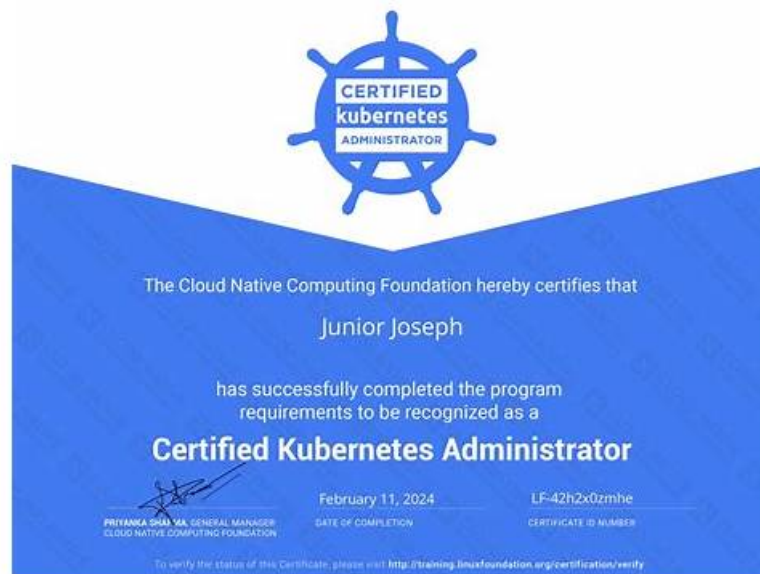 CERTIFIED
kubernetes
ADMINISTRATOR
The Cloud Native Computing Foundation hereby certifies that
Junior Joseph
has successfully completed the program
requirements to be recognized as a
Certified Kubernetes Administrator
February 11, 2024
LF-42h2x0zmhe
PRIYANKA SHARMA, GENERAL MANAGER
CLOUD NATIVE COMPUTING FOUNDATION
DATE OF COMPLETION
CERTIFICATE ID NUMBER
To verify the status of this Certificate, please visit http://training.linuxfoundation.org/certification/verify